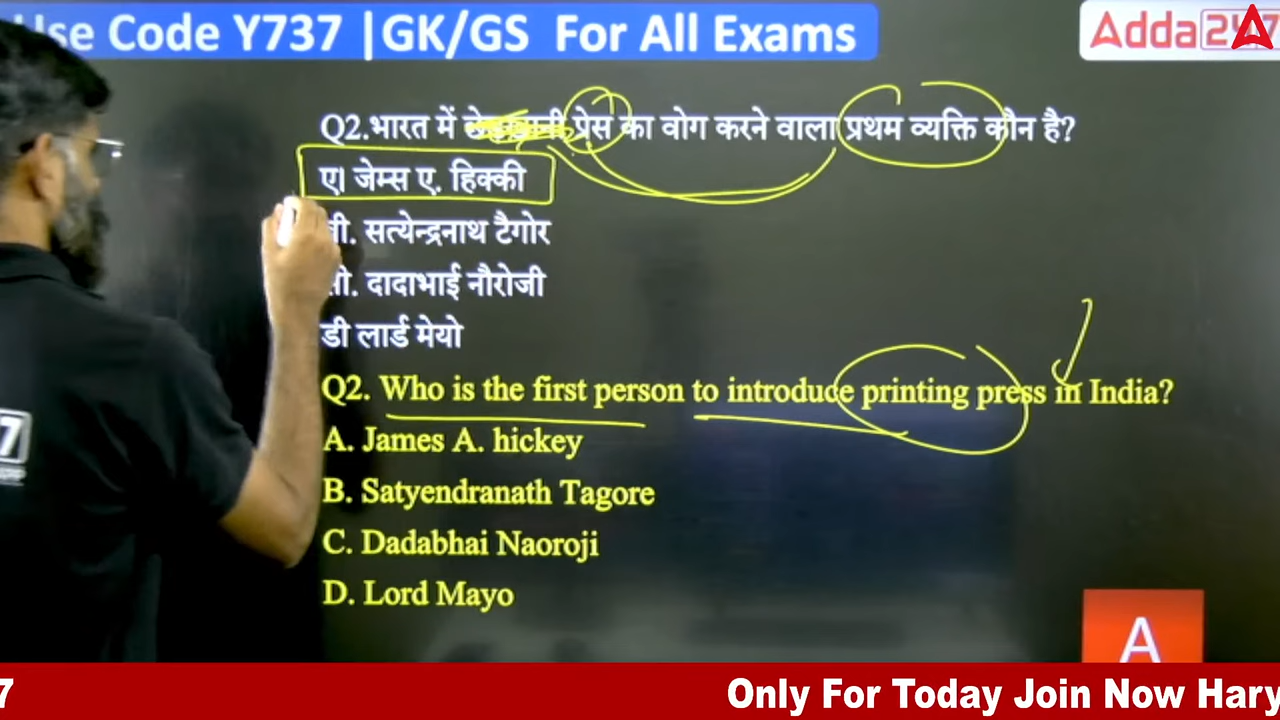 Use Code Y737 |GK/GS For All Exams
Adda247
Q2.भारत में प्रेस का वोग करने वाला प्रथम व्यक्ति कौन है?
ए। जेम्स ए. हिक्की
बी. सत्येन्द्रनाथ टैगोर
सी. दादाभाई नौरोजी
डी लार्ड मेयो
Q2. Who is the first person to introduce printing press in India?
A. James A. hickey
B. Satyendranath Tagore
C. Dadabhai Naoroji
D. Lord Mayo
A
7
7
Only For Today Join Now Hary